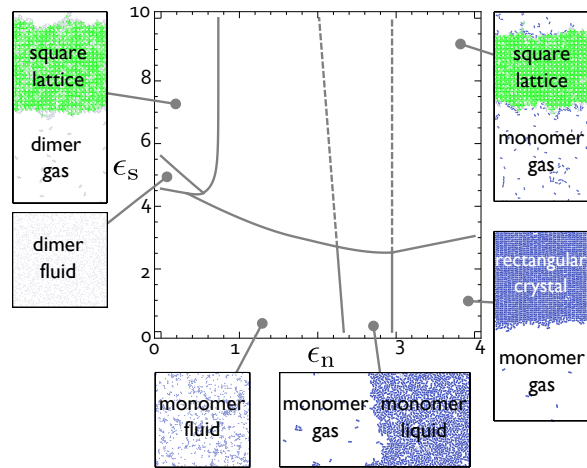 square
lattice
dimer
gas
dimer
fluid
10
8
6
ϵs
4
2
0
0
1
ϵn
3
4
square
lattice
monomer
gas
rectangular
crystal
monomer
gas
monomer
fluid
monomer
gas
monomer
liquid